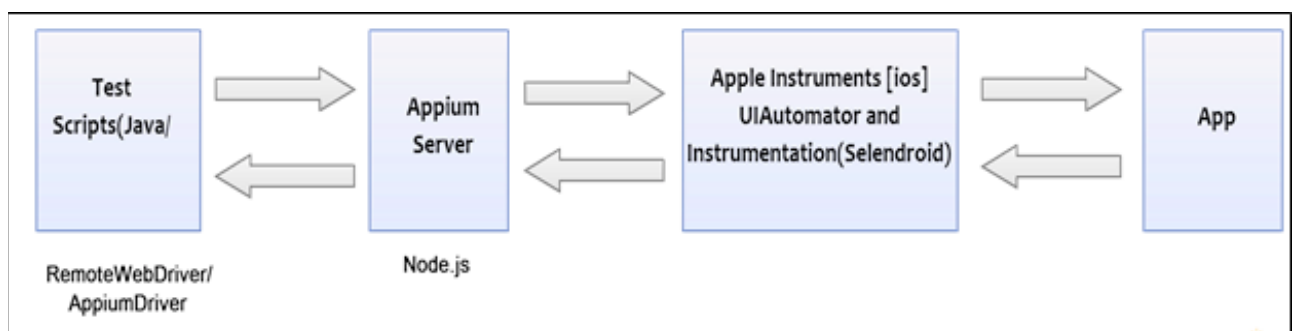 Test
Scripts(Java/
Appium
Server
Apple Instruments [ios]
UIAutomator and
Instrumentation(Selendroid)
App
RemoteWebDriver/
AppiumDriver
Node.js